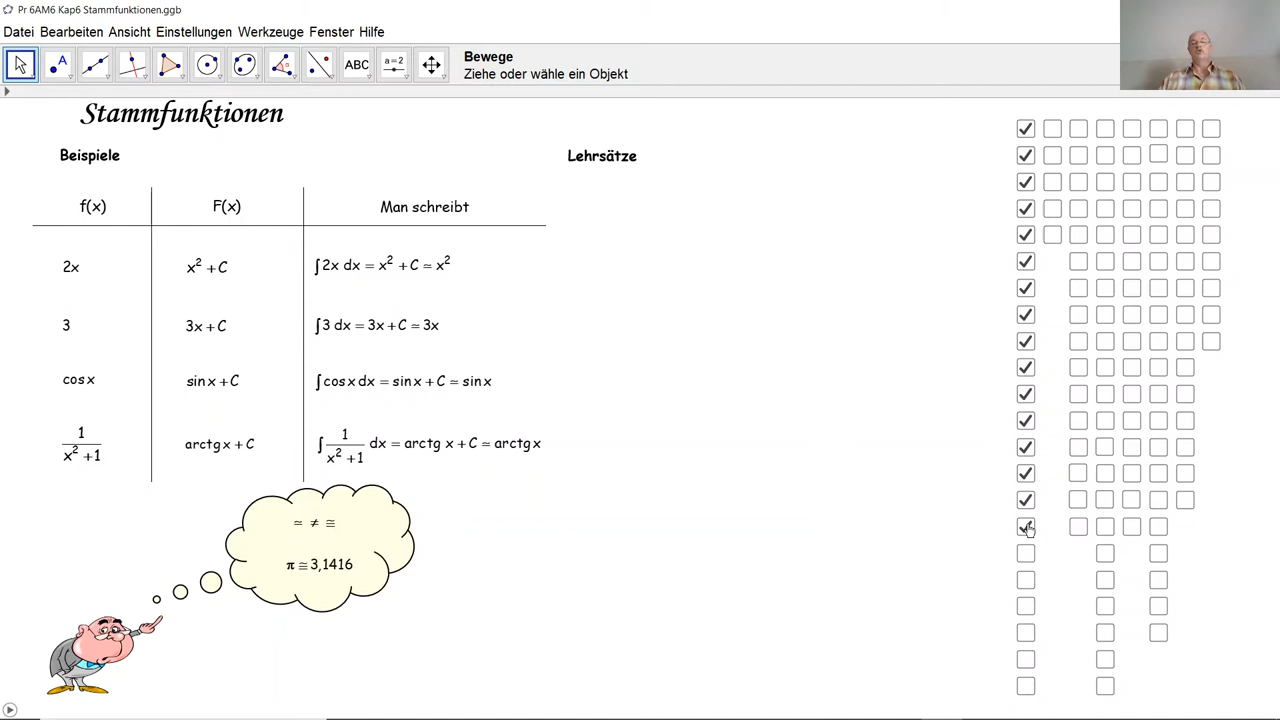 Pr 6AM6 Kap6 Stammfunktionen.ggb
Datei Bearbeiten Ansicht Einstellungen Werkzeuge Fenster Hilfe
A
ABC
a=2
Bewege
Ziehe oder wähle ein Objekt
Stammfunktionen
Beispiele
Lehrsätze
f(x) F(x) Man schreibt
2x x² + C ∫2x dx = x² + C ≃ x²
3 3x + C ∫3 dx = 3x + C ≃ 3x
cos x sin x + C ∫cos x dx = sin x + C ≃ sin x
1/(x² + 1) arctg x + C ∫ 1/(x² + 1) dx = arctg x + C ≃ arctg x
≃ ≠ ≅
π ≅ 3,1416